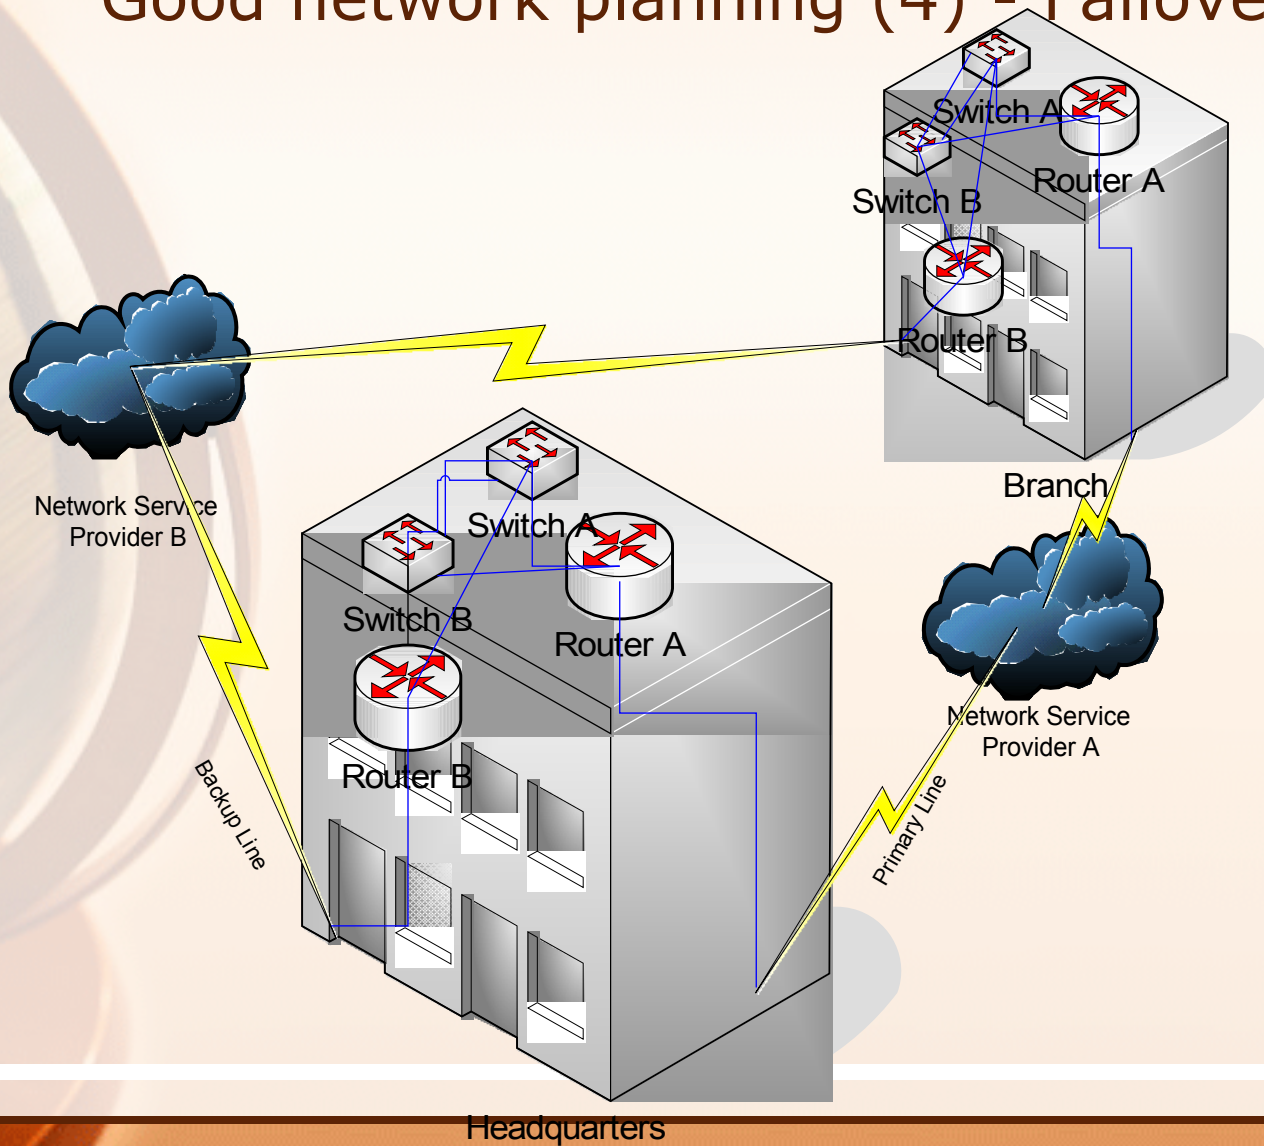 Good network planning (4) - Failove
Switch A
Router A
Switch B
Router B
Branch
Network Service
Provider B
Switch A
Switch B
Router A
Router B
Network Service
Provider A
Backup Line
Primary Line
Headquarters